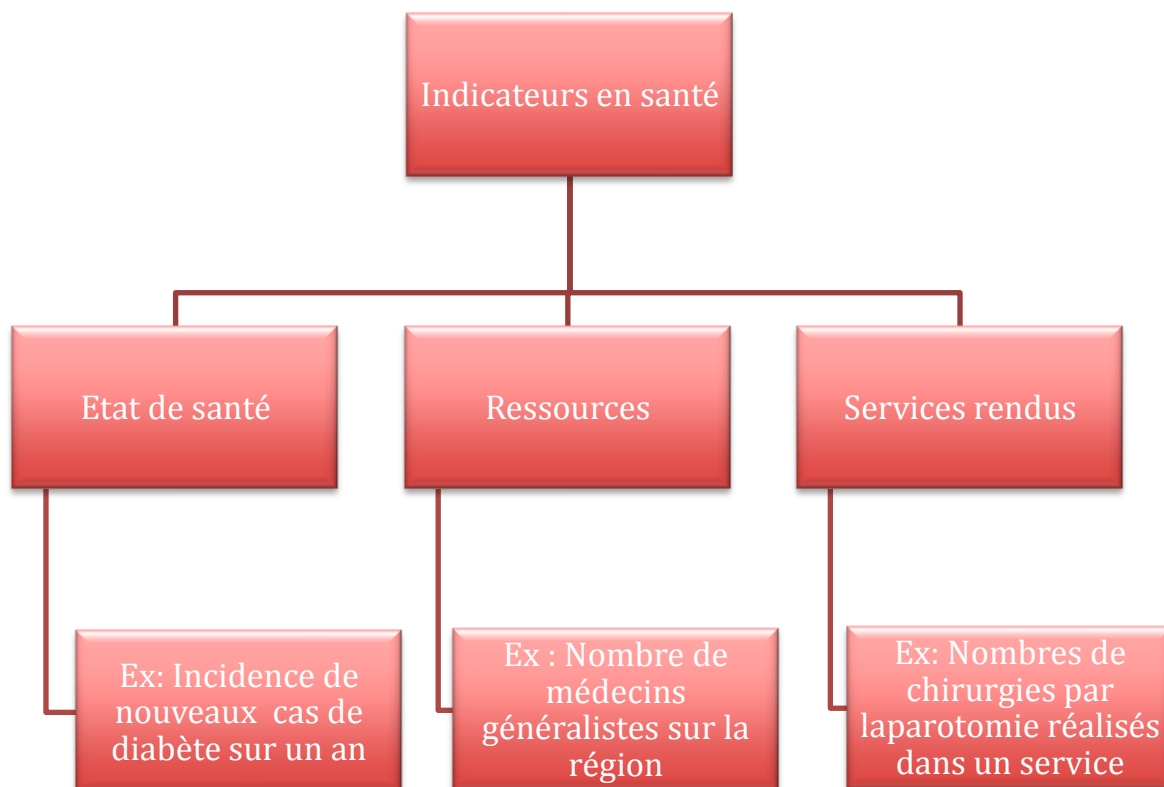 Indicateurs en santé
Etat de santé
Ressources
Services rendus
Ex: Incidence de
nouveaux cas de
diabète sur un an
Ex : Nombre de
médecins
généralistes sur la
région
Ex: Nombres de
chirurgies par
laparotomie réalisés
dans un service